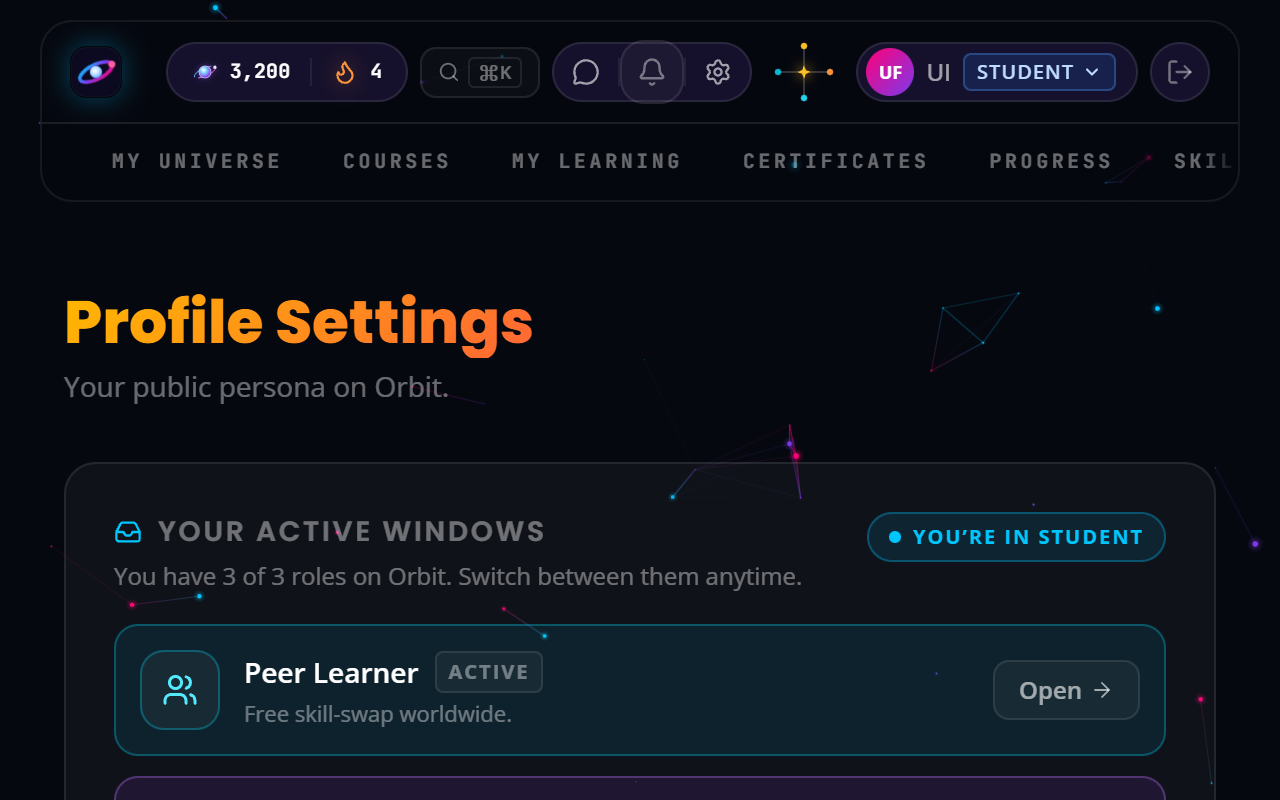 3,200
4
⌘K
UF
UI
STUDENT
MY UNIVERSE
COURSES
MY LEARNING
CERTIFICATES
PROGRESS
SKIL
Profile Settings
Your public persona on Orbit.
YOUR ACTIVE WINDOWS
YOU’RE IN STUDENT
You have 3 of 3 roles on Orbit. Switch between them anytime.
Peer Learner
ACTIVE
Free skill-swap worldwide.
Open